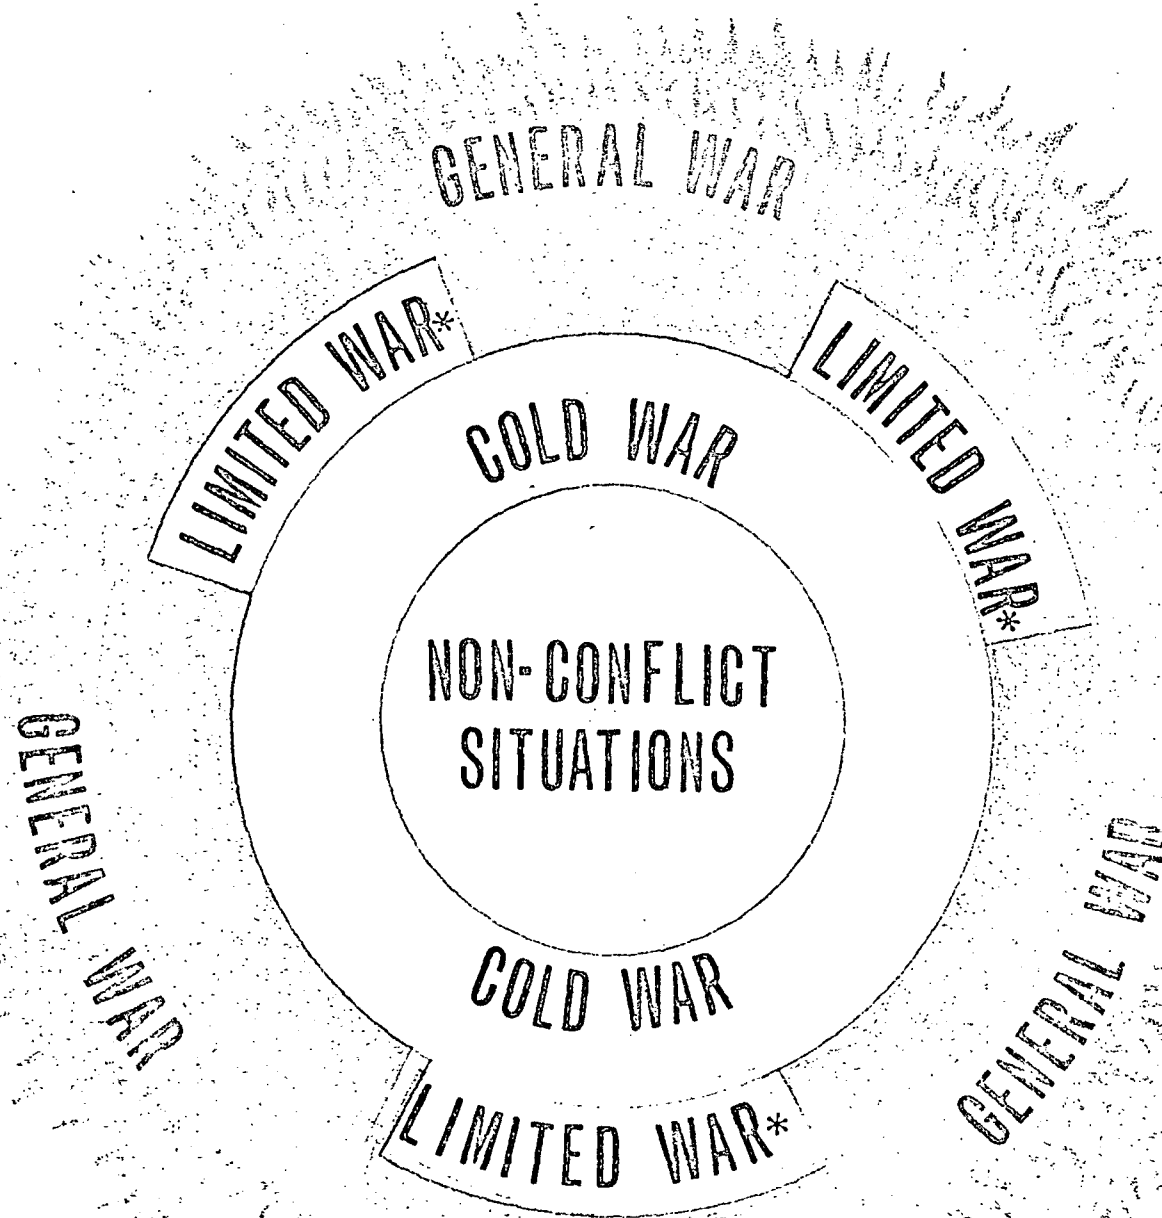 GENERAL WAR
LIMITED WAR*
LIMITED WAR*
COLD WAR
NON-CONFLICT
SITUATIONS
GENERAL WAR
GENERAL WAR
COLD WAR
LIMITED WAR*